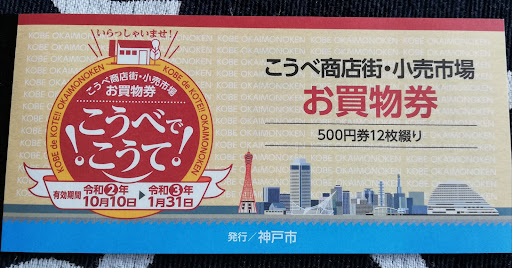 いらっしゃいませ!
KOBE de KOTE!! OKAIMONOKEN
こうべ商店街・小売市場
お買物券
こうべで
こうて!
有効期間 令和②年10月10日▶令和③年1月31日
こうべ商店街・小売市場
お買物券
500円券12枚綴り
発行/神戸市